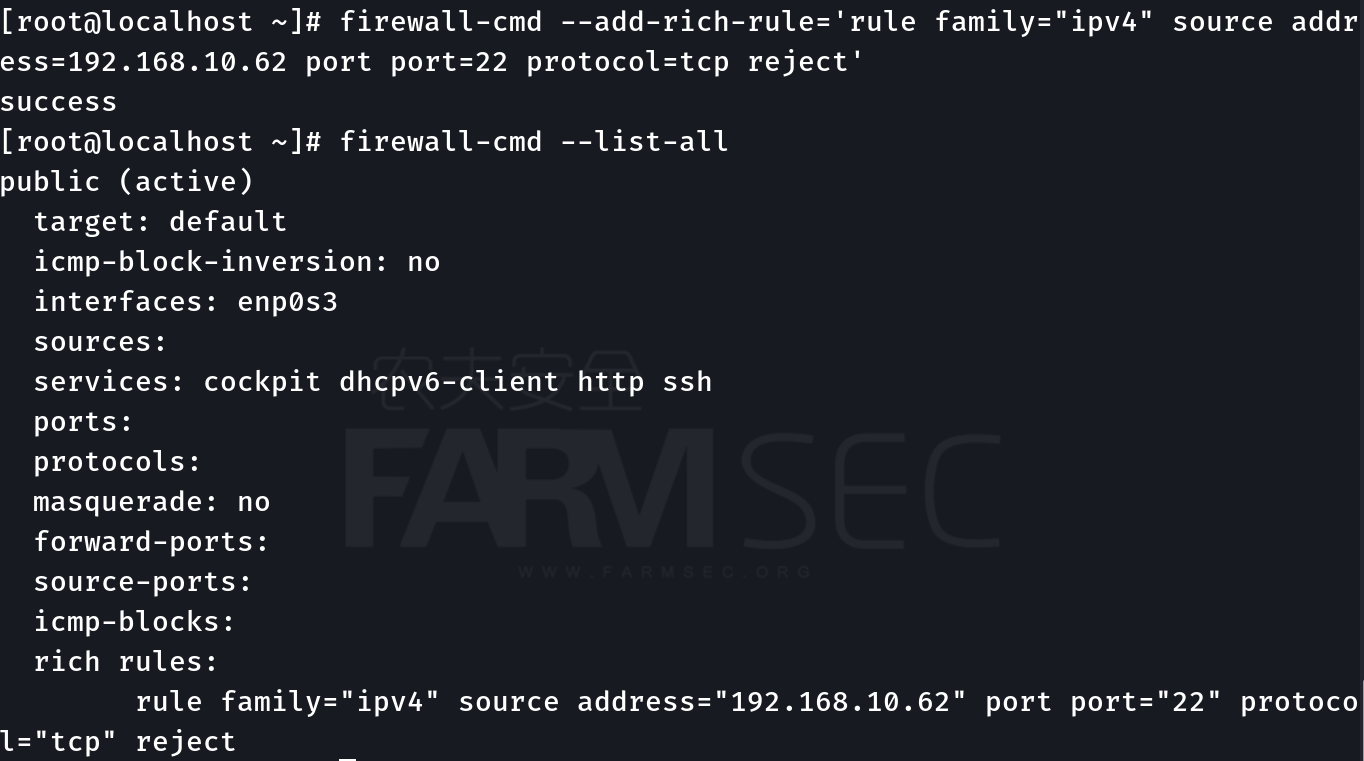 [root@localhost ~]# firewall-cmd --add-rich-rule='rule family="ipv4" source addr
ess=192.168.10.62 port port=22 protocol=tcp reject'
success
[root@localhost ~]# firewall-cmd --list-all
public (active)
  target: default
  icmp-block-inversion: no
  interfaces: enp0s3
  sources:
  services: cockpit dhcpv6-client http ssh
  ports:
  protocols:
  masquerade: no
  forward-ports:
  source-ports:
  icmp-blocks:
  rich rules:
        rule family="ipv4" source address="192.168.10.62" port port="22" protoco
l="tcp" reject
农夫安全
FARMSEC
WWW.FARMSEC.ORG